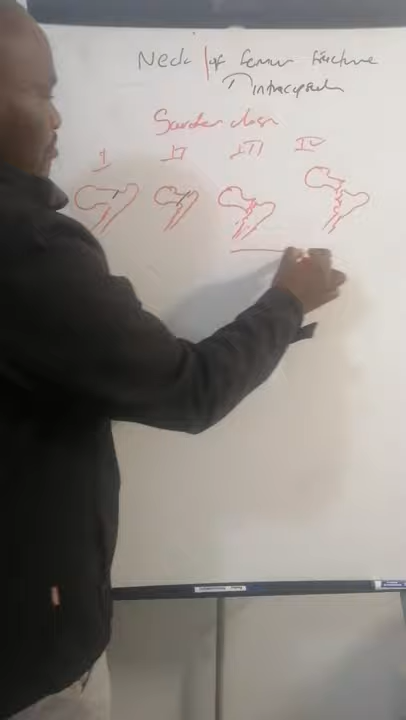 Neck of femur fracture
intracapsular
Garden class
I II III IV